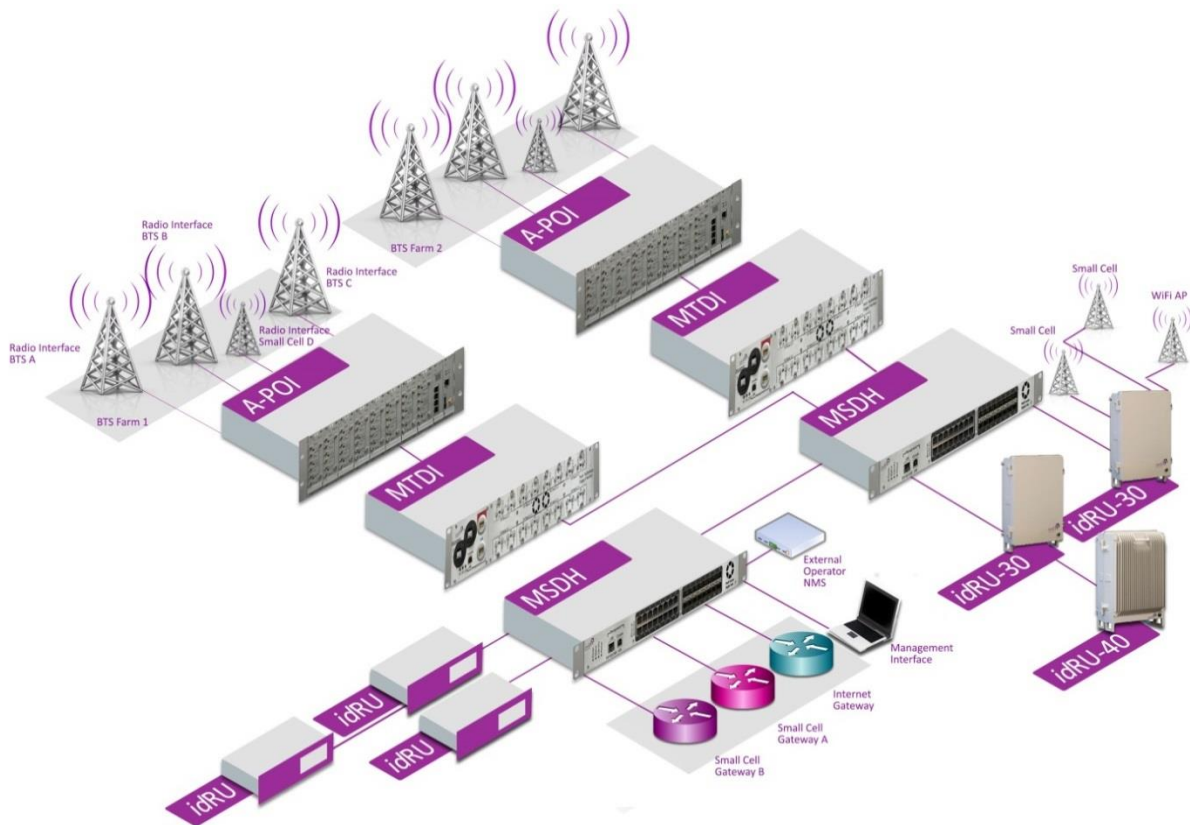 BTS Farm 2
A-POI
MTDI
MSDH
Radio Interface
BTS B
Radio Interface
BTS C
Radio Interface
BTS A
Radio Interface
Small Cell D
BTS Farm 1
A-POI
MTDI
MSDH
Small Cell
WiFi AP
Small Cell
idRU-30
idRU-30
idRU-40
External
Operator
NMS
Management
Interface
Internet
Gateway
Small Cell
Gateway A
Small Cell
Gateway B
idRU
idRU
idRU